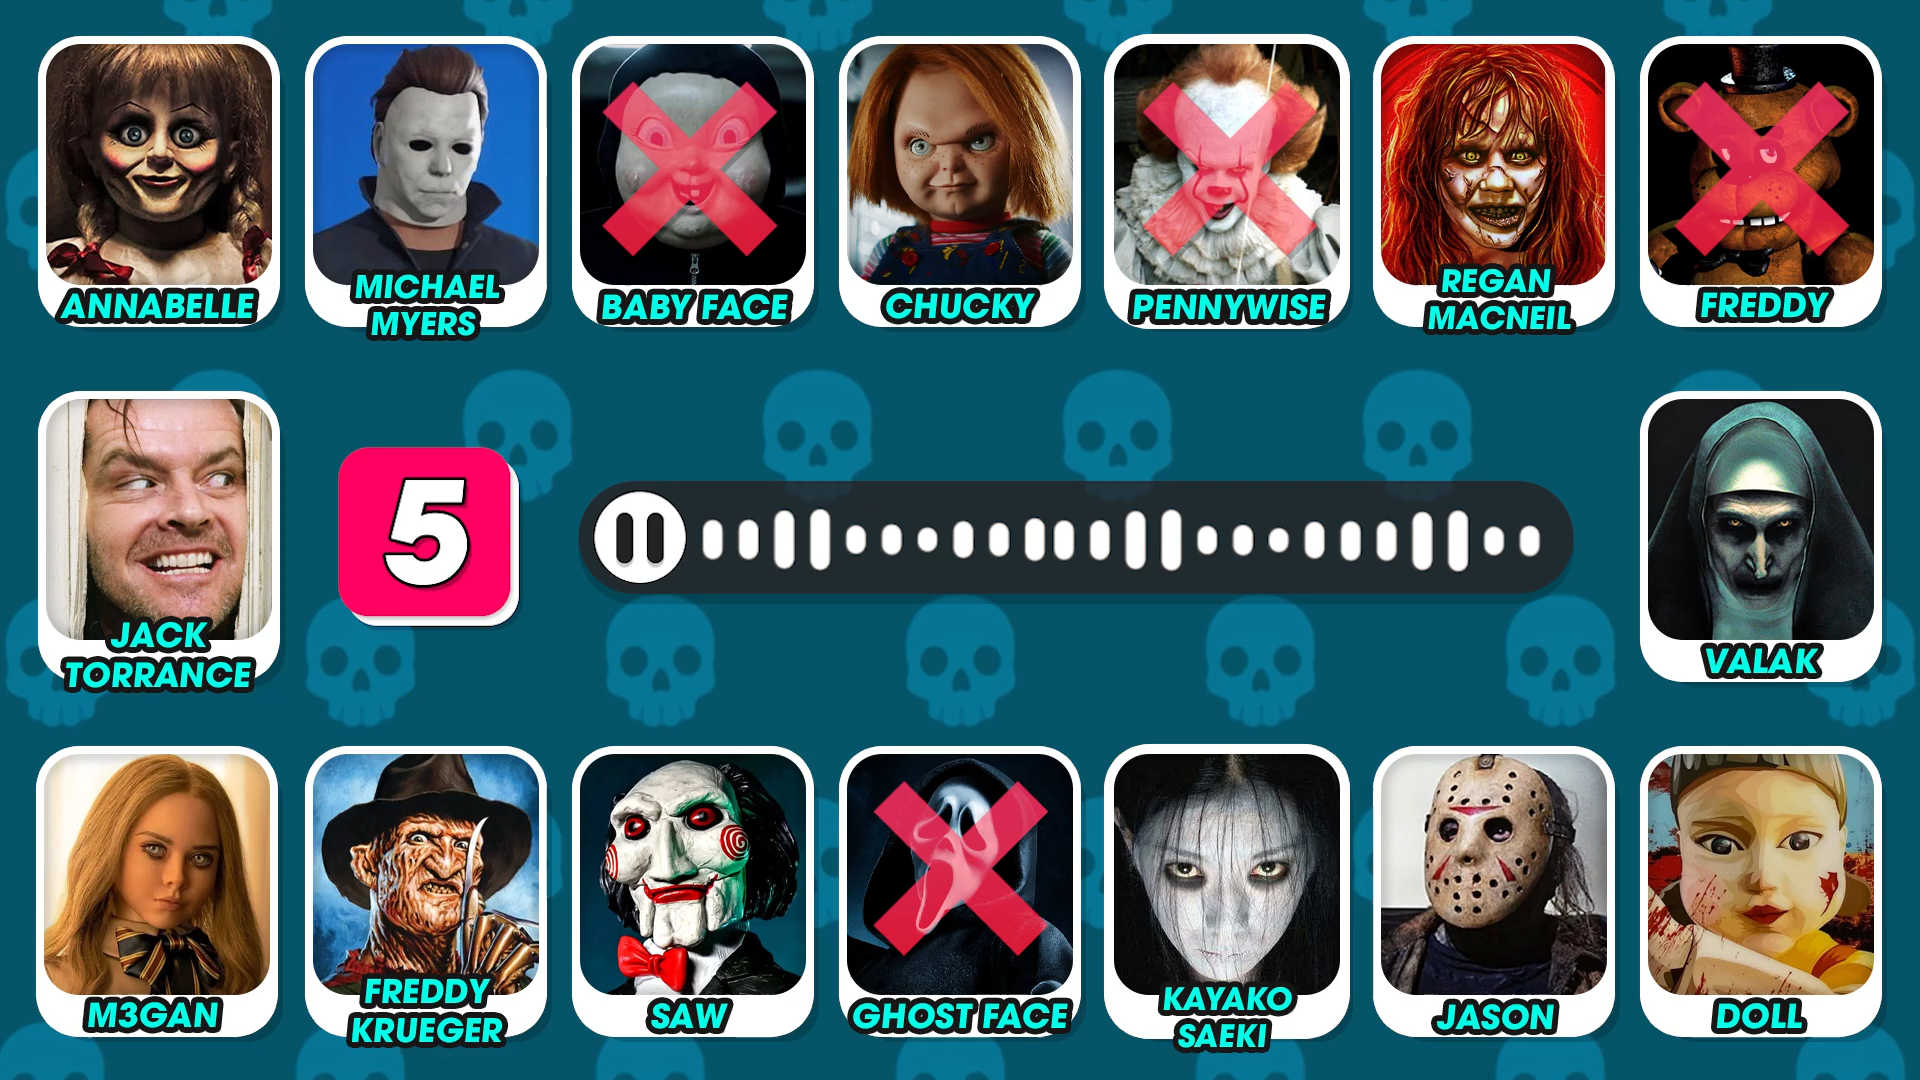 ANNABELLE
MICHAEL
MYERS
BABY FACE
CHUCKY
PENNYWISE
REGAN
MACNEIL
FREDDY
JACK
TORRANCE
5
VALAK
M3GAN
FREDDY
KRUEGER
SAW
GHOST FACE
KAYAKO
SAEKI
JASON
DOLL